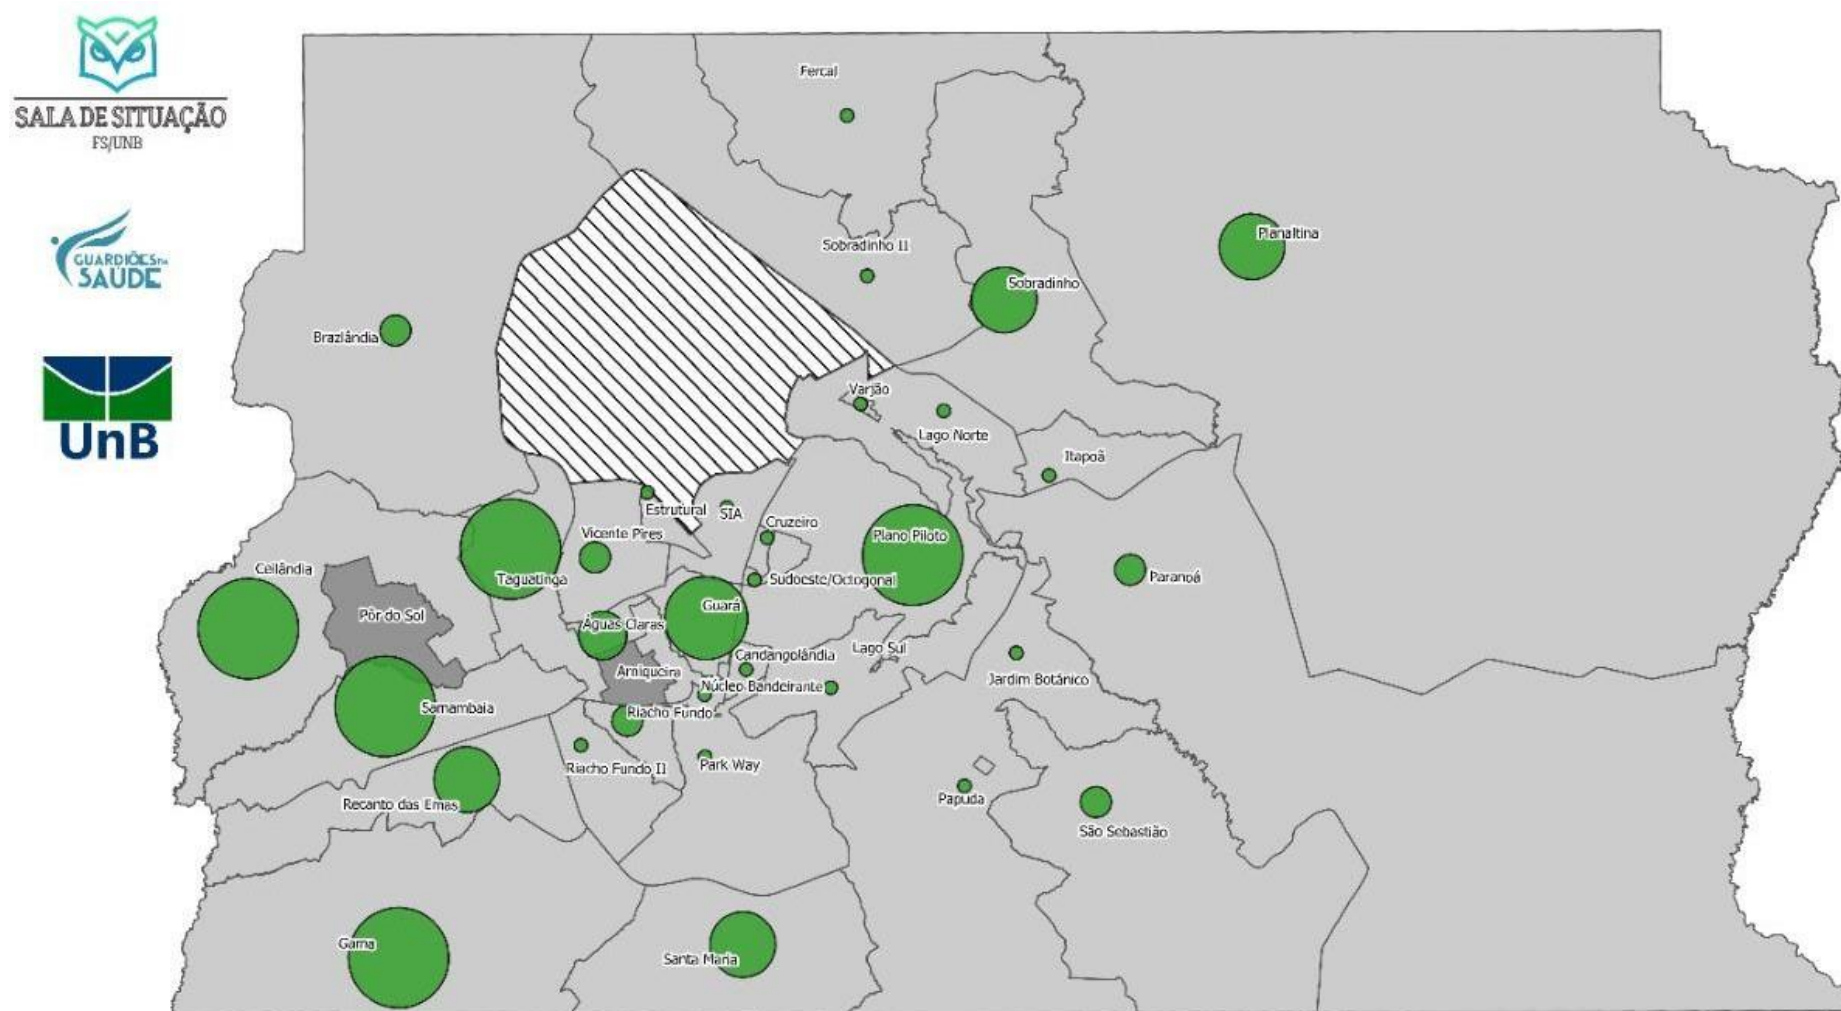 SALA DE SITUAÇÃO
FS/UNB
GUARDIÕES DA
SAÚDE
UnB
Fercal
Planaltina
Sobradinho II
Sobradinho
Brazlândia
Varjão
Lago Norte
Itapoã
Estrutural
SIA
Cruzeiro
Vicente Pires
Plano Piloto
Ceilândia
Taguatinga
Sudoeste/Octogonal
Paranoá
Guará
Pôr do Sol
Águas Claras
Lago Sul
Candangolândia
Arniqueira
Jardim Botânico
Núcleo Bandeirante
Samambaia
Riacho Fundo
Riacho Fundo II
Park Way
Papuda
Recanto das Emas
São Sebastião
Gama
Santa Maria